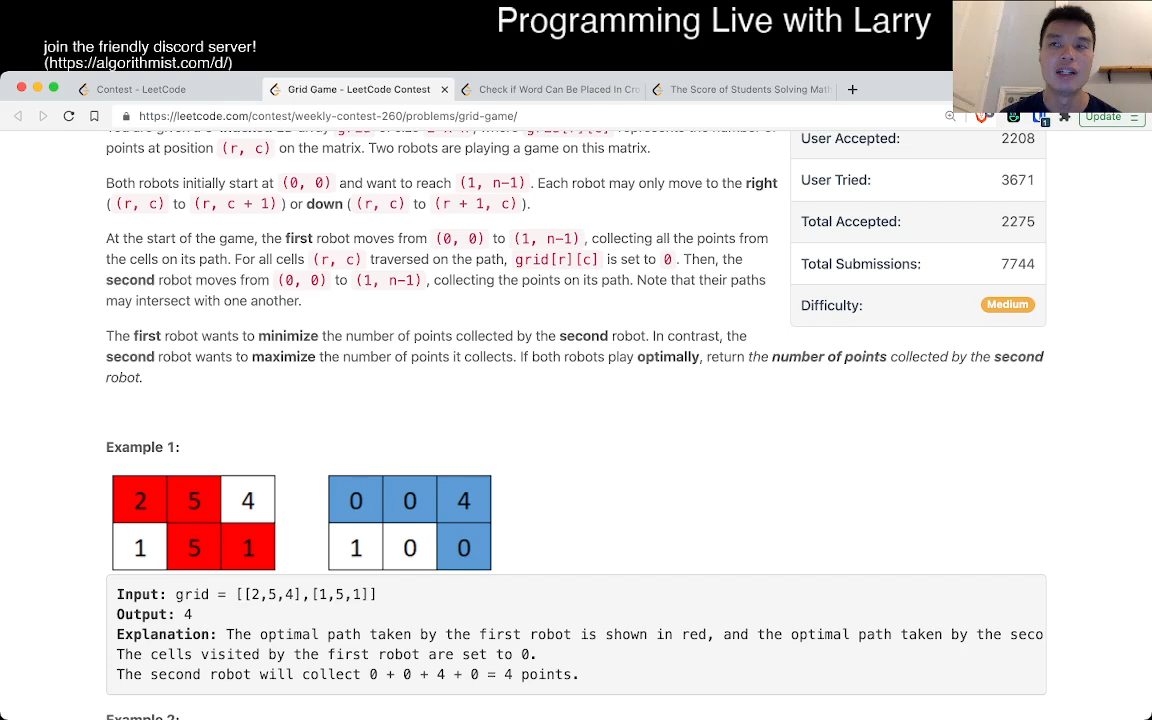 Programming Live with Larry
join the friendly discord server!
(https://algorithmist.com/d/)
Contest - LeetCode
Grid Game - LeetCode Contest
Check if Word Can Be Placed In Cro
The Score of Students Solving Math
https://leetcode.com/contest/weekly-contest-260/problems/grid-game/
Update
points at position (r, c) on the matrix. Two robots are playing a game on this matrix.
Both robots initially start at (0, 0) and want to reach (1, n-1). Each robot may only move to the right
((r, c) to (r, c + 1)) or down ((r, c) to (r + 1, c)).
At the start of the game, the first robot moves from (0, 0) to (1, n-1), collecting all the points from
the cells on its path. For all cells (r, c) traversed on the path, grid[r][c] is set to 0. Then, the
second robot moves from (0, 0) to (1, n-1), collecting the points on its path. Note that their paths
may intersect with one another.
The first robot wants to minimize the number of points collected by the second robot. In contrast, the
second robot wants to maximize the number of points it collects. If both robots play optimally, return the number of points collected by the second
robot.
User Accepted: 2208
User Tried: 3671
Total Accepted: 2275
Total Submissions: 7744
Difficulty: Medium
Example 1:
2 5 4 0 0 4
1 5 1 1 0 0
Input: grid = [[2,5,4],[1,5,1]]
Output: 4
Explanation: The optimal path taken by the first robot is shown in red, and the optimal path taken by the seco
The cells visited by the first robot are set to 0.
The second robot will collect 0 + 0 + 4 + 0 = 4 points.
Example 2: